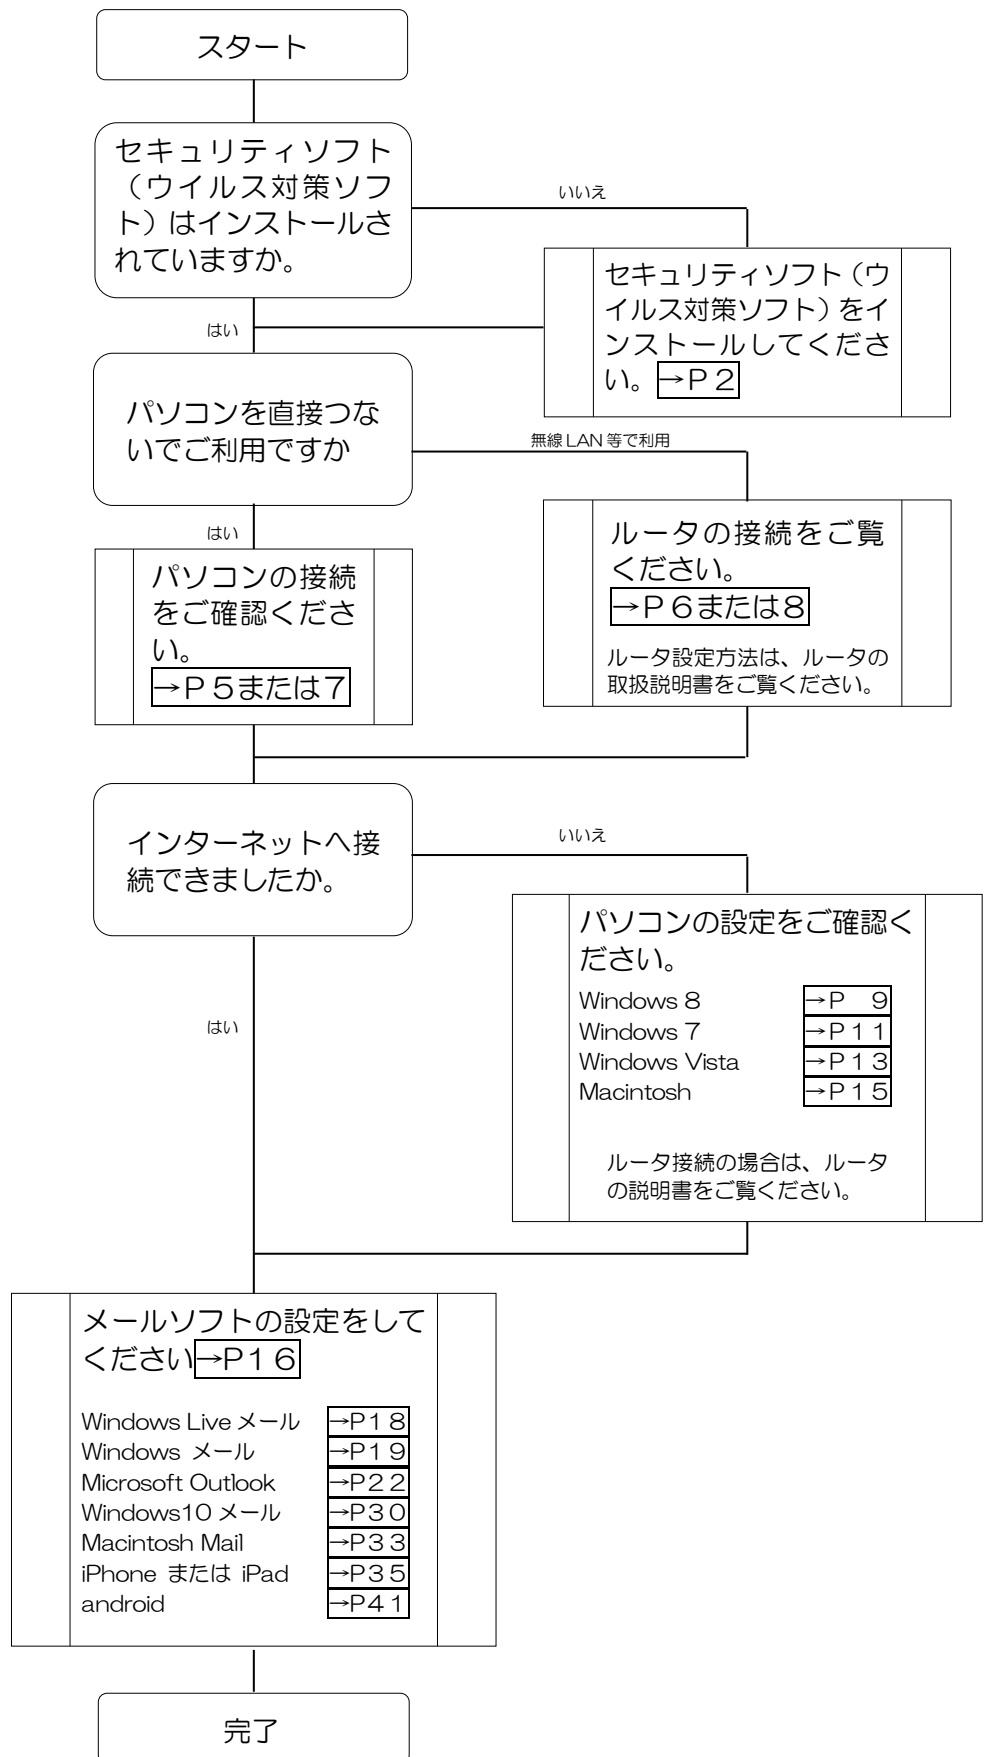 スタート
セキュリティソフト
（ウイルス対策ソフ
ト）はインストールさ
れていますか。
いいえ
セキュリティソフト（ウ
イルス対策ソフト）をイ
ンストールしてくださ
い。→Ｐ２
はい
パソコンを直接つな
いでご利用ですか
無線 LAN 等で利用
ルータの接続をご覧
ください。
→Ｐ６または８
ルータ設定方法は、ルータの
取扱説明書をご覧ください。
はい
パソコンの接続
をご確認くださ
い。
→Ｐ５または７
インターネットへ接
続できましたか。
いいえ
パソコンの設定をご確認く
ださい。
Windows 8 →Ｐ　９
Windows 7 →Ｐ１１
Windows Vista →Ｐ１３
Macintosh →Ｐ１５
ルータ接続の場合は、ルータ
の説明書をご覧ください。
はい
メールソフトの設定をして
ください→P１６
Windows Live メール →P１８
Windows メール →P１９
Microsoft Outlook →P２２
Windows10 メール →P３０
Macintosh Mail →P３３
iPhone または iPad →P３５
android →P４１
完了